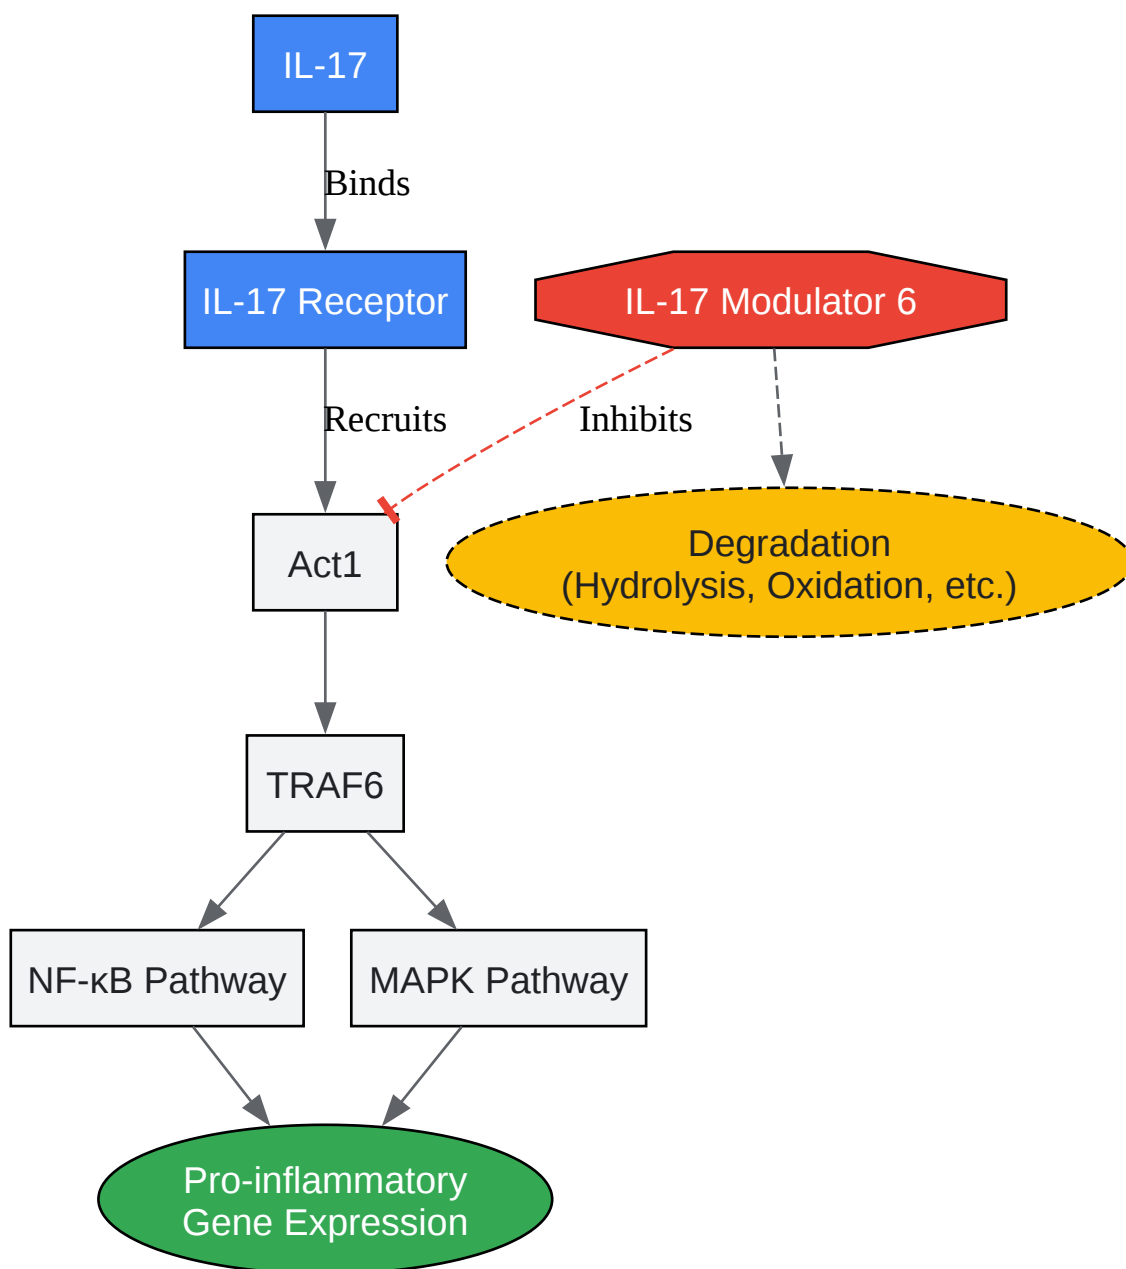 IL-17
Binds
IL-17 Receptor
IL-17 Modulator 6
Recruits
Inhibits
Act1
Degradation
(Hydrolysis, Oxidation, etc.)
TRAF6
NF-κB Pathway
MAPK Pathway
Pro-inflammatory
Gene Expression